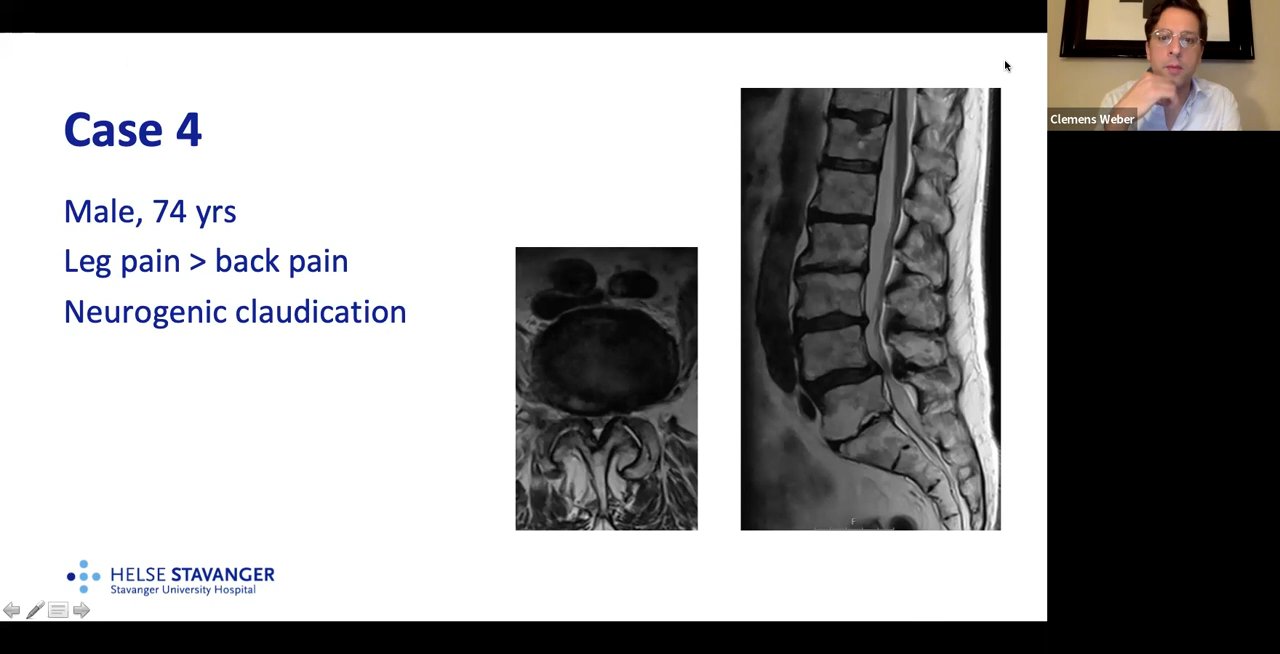 Case 4
Male, 74 yrs
Leg pain > back pain
Neurogenic claudication
F
HELSE STAVANGER
Stavanger University Hospital
Clemens Weber